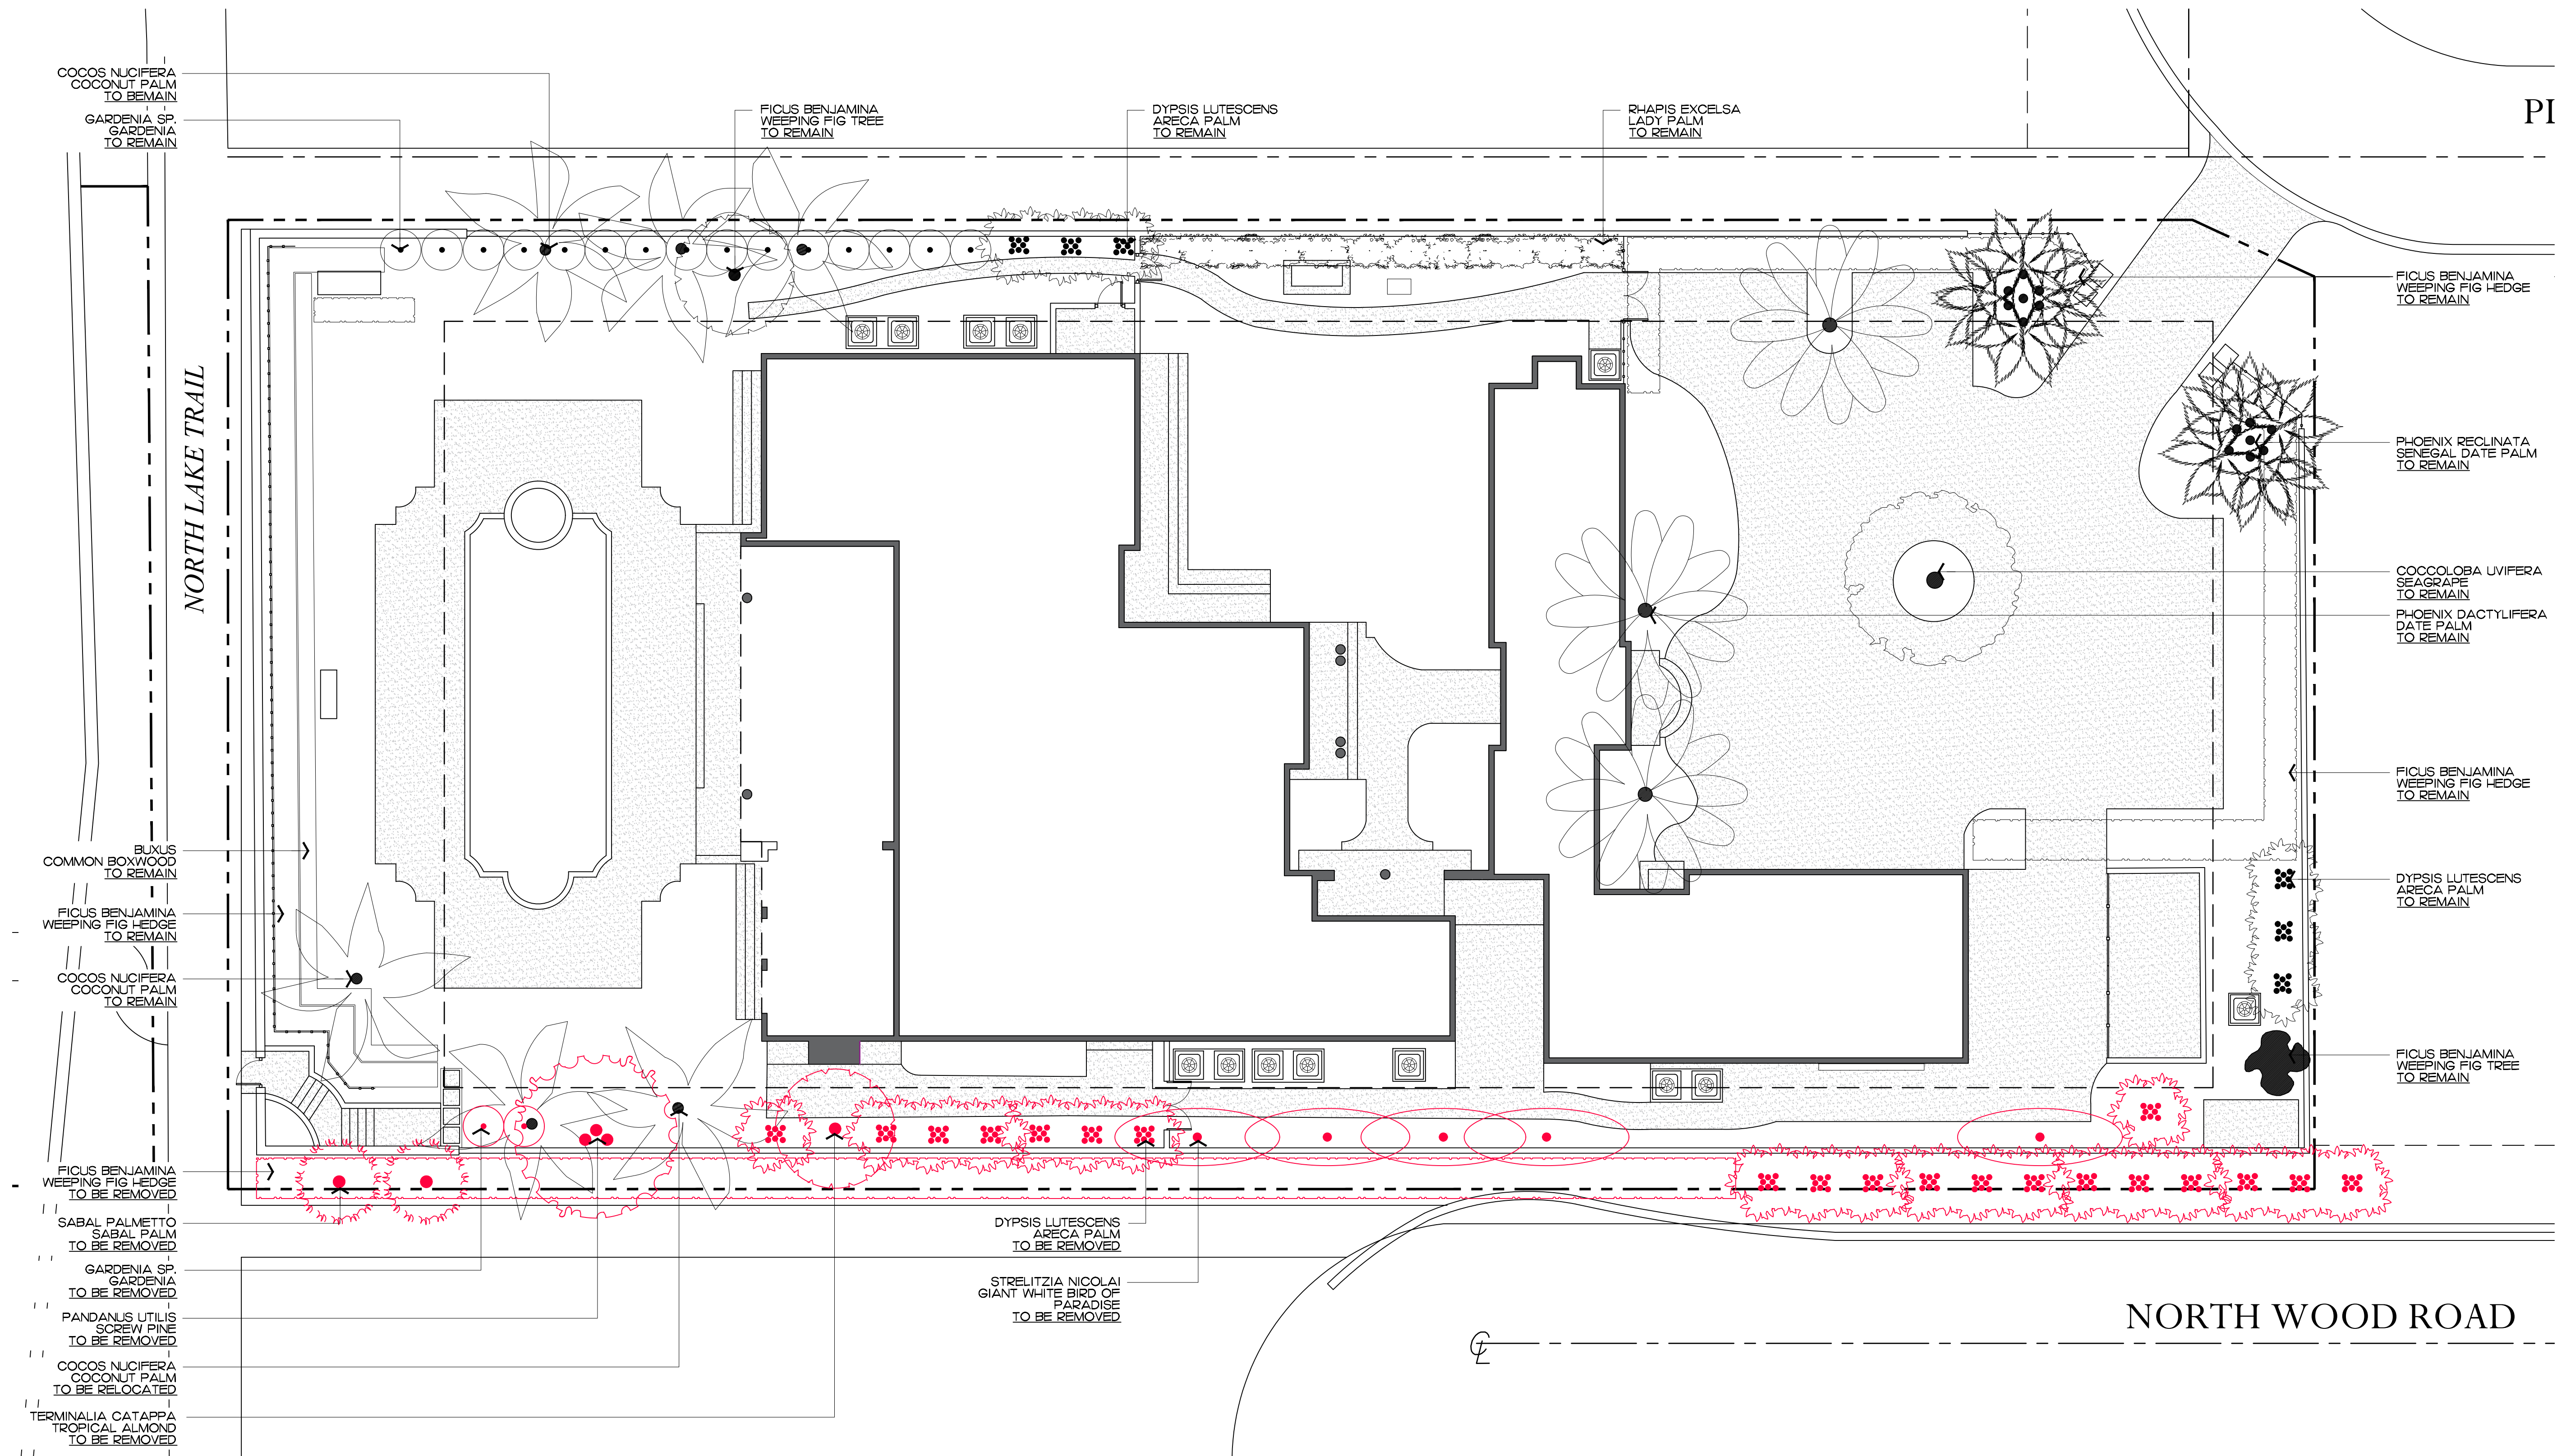 COCOS NUCIFERA
COCONUT PALM
TO BEMAIN
GARDENIA SP.
GARDENIA
TO REMAIN
FICUS BENJAMINA
WEEPING FIG TREE
TO REMAIN
DYPSIS LUTESCENS
ARECA PALM
TO REMAIN
RHAPIS EXCELSA
LADY PALM
TO REMAIN
PI
FICUS BENJAMINA
WEEPING FIG HEDGE
TO REMAIN
PHOENIX RECLINATA
SENEGAL DATE PALM
TO REMAIN
NORTH LAKE TRAIL
COCCOLOBA UVIFERA
SEAGRAPE
TO REMAIN
PHOENIX DACTYLIFERA
DATE PALM
TO REMAIN
FICUS BENJAMINA
WEEPING FIG HEDGE
TO REMAIN
BUXUS
COMMON BOXWOOD
TO REMAIN
DYPSIS LUTESCENS
ARECA PALM
TO REMAIN
FICUS BENJAMINA
WEEPING FIG HEDGE
TO REMAIN
COCOS NUCIFERA
COCONUT PALM
TO REMAIN
FICUS BENJAMINA
WEEPING FIG TREE
TO REMAIN
FICUS BENJAMINA
WEEPING FIG HEDGE
TO BE REMOVED
SABAL PALMETTO
SABAL PALM
TO BE REMOVED
DYPSIS LUTESCENS
ARECA PALM
TO BE REMOVED
GARDENIA SP.
GARDENIA
TO BE REMOVED
STRELITZIA NICOLAI
GIANT WHITE BIRD OF
PARADISE
TO BE REMOVED
PANDANUS UTILIS
SCREW PINE
TO BE REMOVED
NORTH WOOD ROAD
CL
COCOS NUCIFERA
COCONUT PALM
TO BE RELOCATED
TERMINALIA CATAPPA
TROPICAL ALMOND
TO BE REMOVED